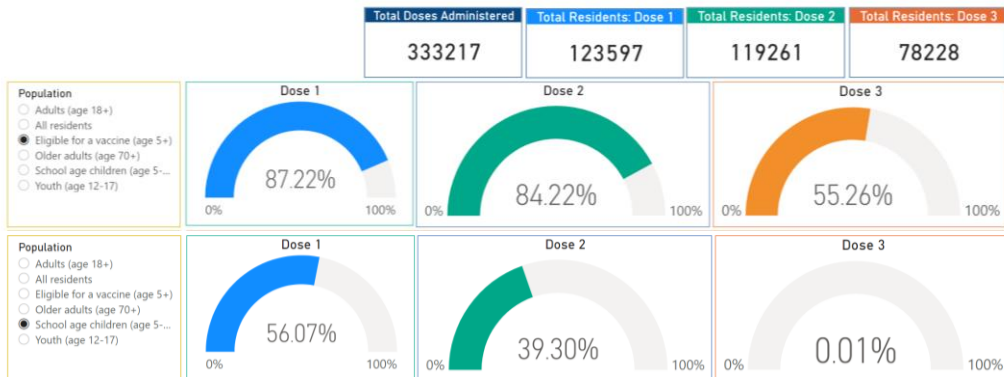 Total Doses Administered
333217
Total Residents: Dose 1
123597
Total Residents: Dose 2
119261
Total Residents: Dose 3
78228
Population
Adults (age 18+)
All residents
Eligible for a vaccine (age 5+)
Older adults (age 70+)
School age children (age 5-...
Youth (age 12-17)
Dose 1
87.22%
0%
100%
Dose 2
84.22%
0%
100%
Dose 3
55.26%
0%
100%
Population
Adults (age 18+)
All residents
Eligible for a vaccine (age 5+)
Older adults (age 70+)
School age children (age 5-...
Youth (age 12-17)
Dose 1
56.07%
0%
100%
Dose 2
39.30%
0%
100%
Dose 3
0.01%
0%
100%